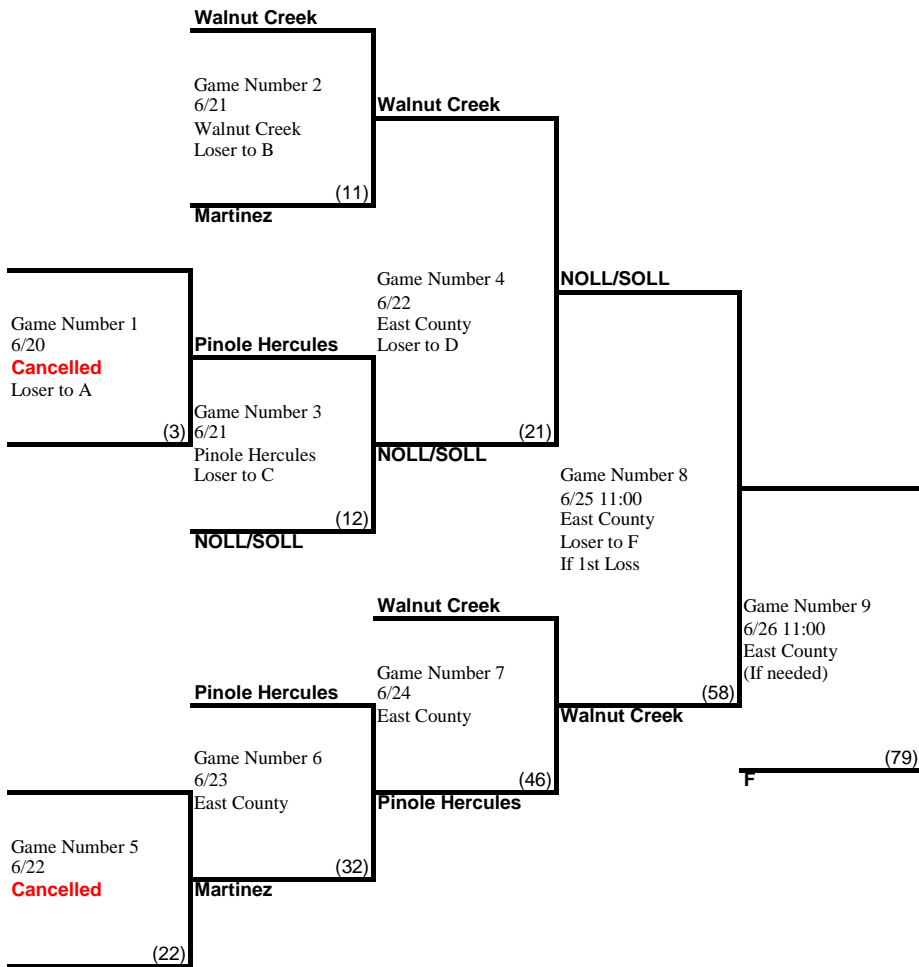 Walnut Creek
Game Number 2
6/21
Walnut Creek
Loser to B
(11)
Martinez
Walnut Creek
Game Number 1
6/20
Cancelled
Loser to A
(3)
Pinole Hercules
Game Number 3
6/21
Pinole Hercules
Loser to C
(12)
NOLL/SOLL
Game Number 4
6/22
East County
Loser to D
(21)
NOLL/SOLL
NOLL/SOLL
Game Number 8
6/25 11:00
East County
Loser to F
If 1st Loss
(58)
Walnut Creek
Game Number 7
6/24
East County
(46)
Walnut Creek
Pinole Hercules
Game Number 6
6/23
East County
(32)
Pinole Hercules
Martinez
Game Number 5
6/22
Cancelled
(22)
Game Number 9
6/26 11:00
East County
(If needed)
(79)
F